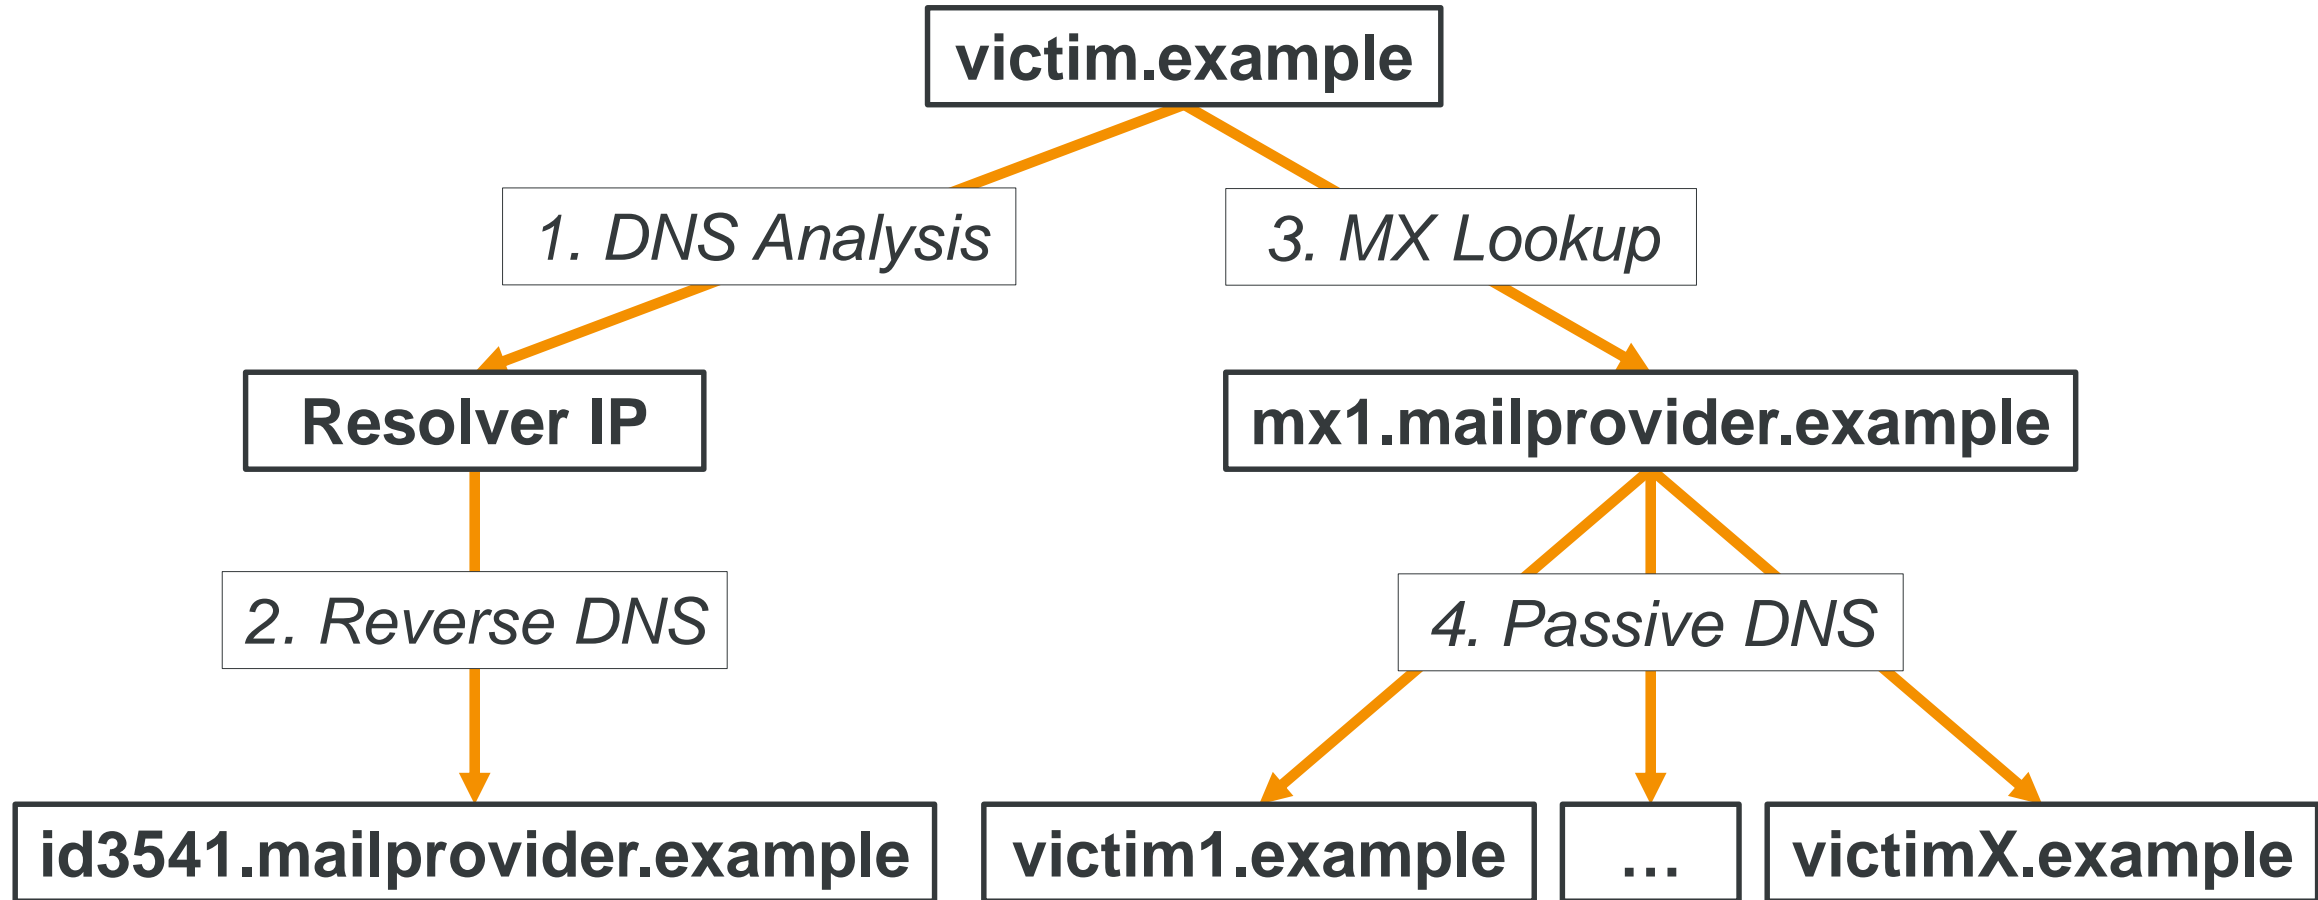 victim.example
1. DNS Analysis
3. MX Lookup
Resolver IP
mx1.mailprovider.example
2. Reverse DNS
4. Passive DNS
id3541.mailprovider.example
victim1.example
...
victimX.example